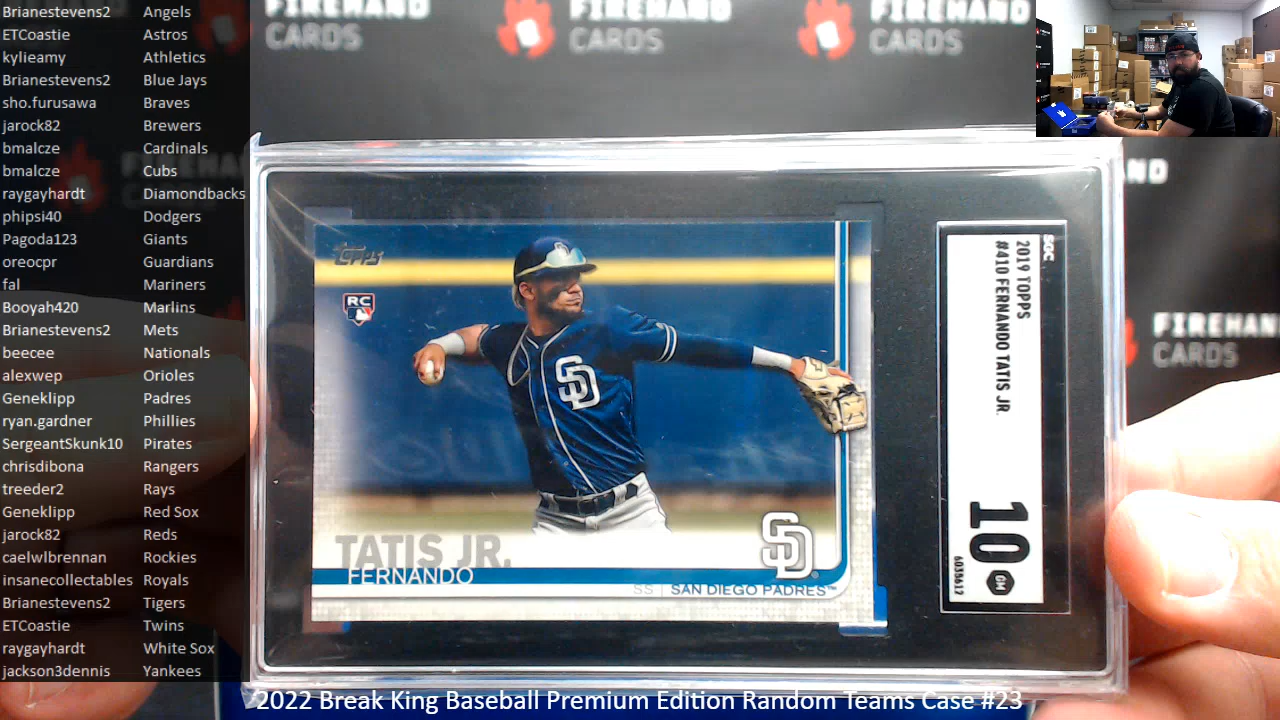 Brianestevens2 Angels
ETCoastie Astros
kylieamy Athletics
Brianestevens2 Blue Jays
sho.furusawa Braves
jarock82 Brewers
bmalcze Cardinals
bmalcze Cubs
raygayhardt Diamondbacks
phipsi40 Dodgers
Pagoda123 Giants
oreocpr Guardians
fal Mariners
Booyah420 Marlins
Brianestevens2 Mets
beecee Nationals
alexwep Orioles
Geneklipp Padres
ryan.gardner Phillies
SergeantSkunk10 Pirates
chrisdibona Rangers
treeder2 Rays
Geneklipp Red Sox
jarock82 Reds
caelwlbrennan Rockies
insanecollectables Royals
Brianestevens2 Tigers
ETCoastie Twins
raygayhardt White Sox
jackson3dennis Yankees
FIREHAND
CARDS
FIREHAND
CARDS
FIREHAND
CARDS
Topps
RC
SD
TATIS JR.
FERNANDO
SD
SS SAN DIEGO PADRES™
SGC
2019 TOPPS
#410 FERNANDO TATIS JR.
10
GM
6035612
FIREHAN
CARDS
2022 Break King Baseball Premium Edition Random Teams Case #23